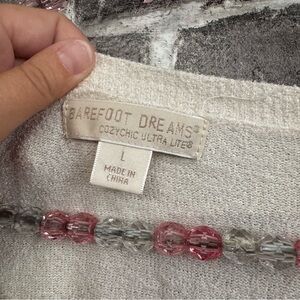 BAREFOOT DREAMS®
COZYCHIC ULTRA LITE®
L
MADE IN
CHINA